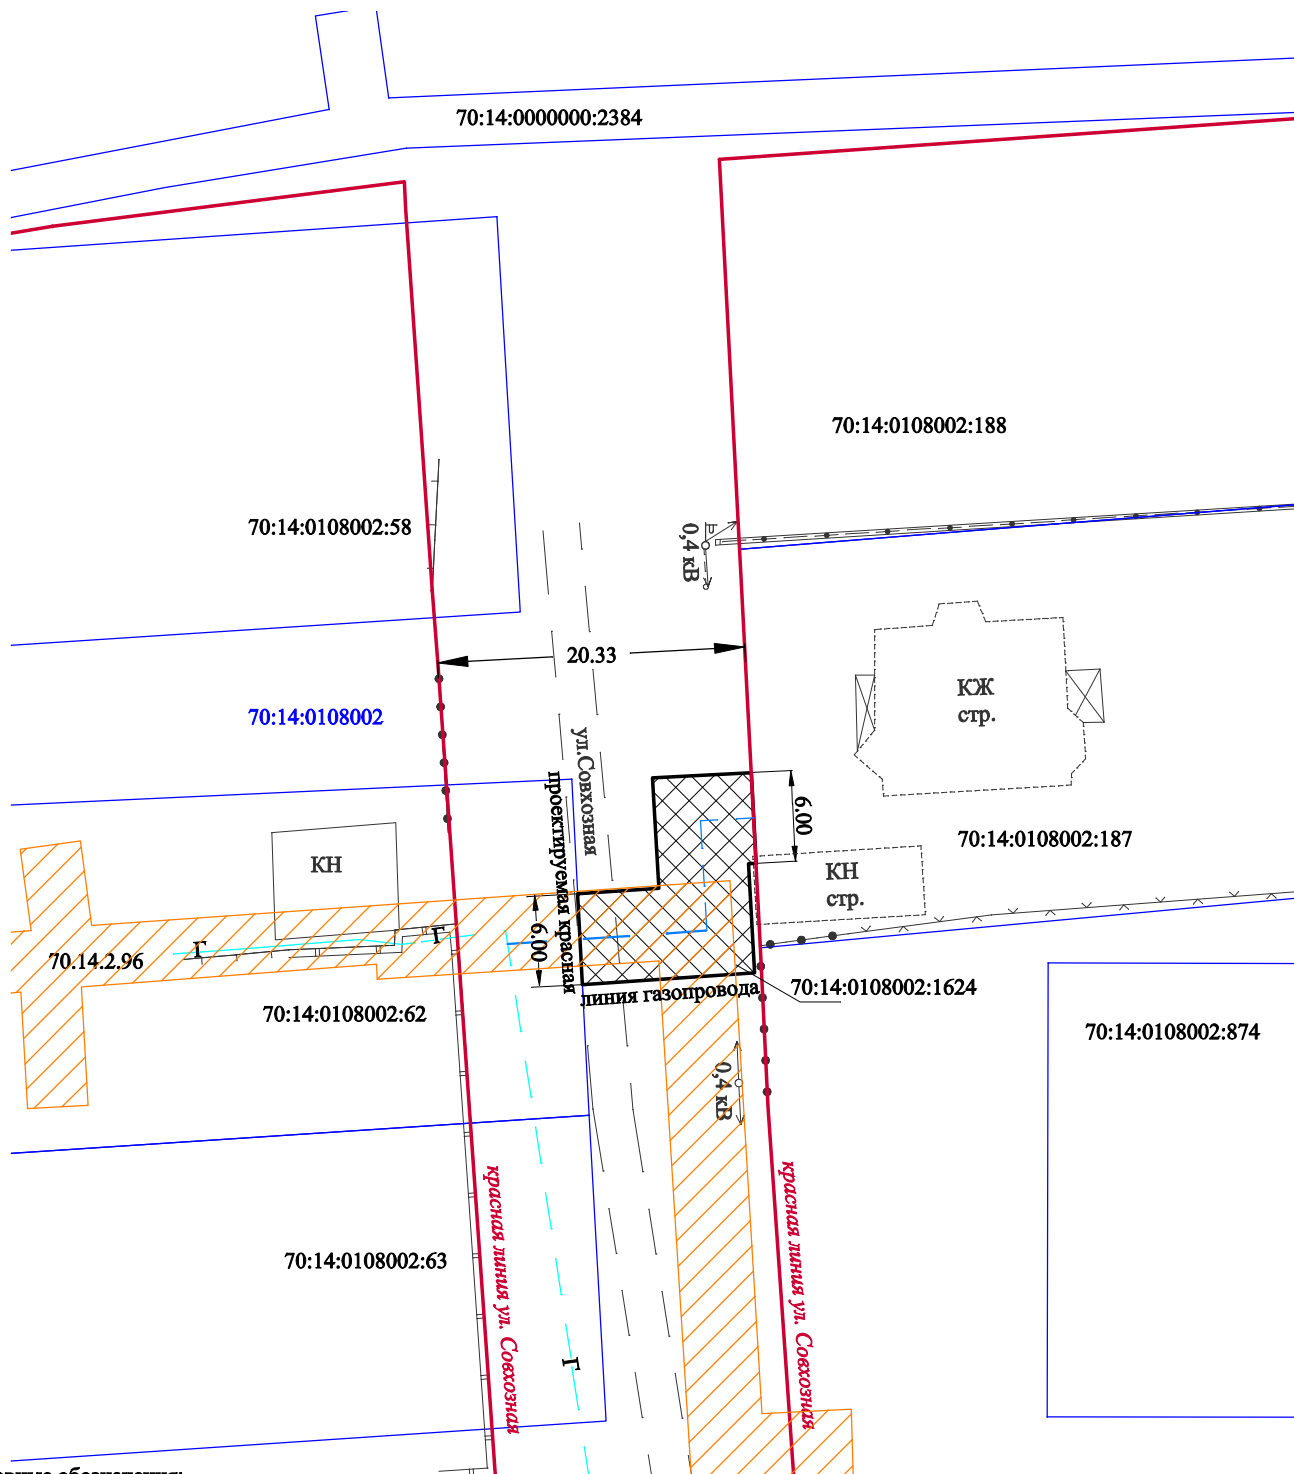 70:14:0000000:2384
70:14:0108002:188
70:14:0108002:58
0,4 кВ
20.33
КЖ
стр.
70:14:0108002
ул.Совхозная
проектируемая красная
линия газопровода
6.00
70:14:0108002:187
КН
КН
стр.
6.00
Г
Г
70.14.2.96
70:14:0108002:1624
70:14:0108002:62
70:14:0108002:874
0,4 кВ
красная линия ул. Совхозная
красная линия ул. Совхозная
70:14:0108002:63
Г
обозначения: